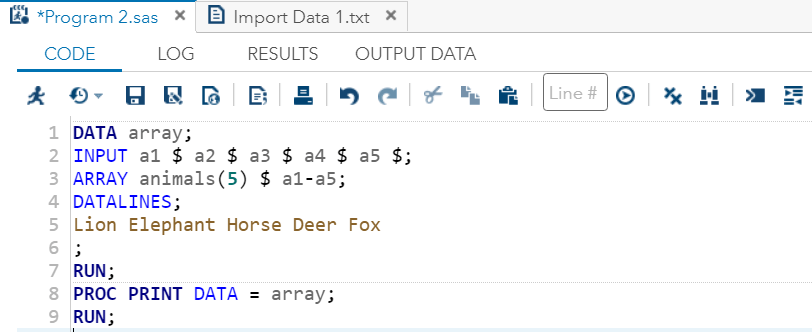 *Program 2.sas × Import Data 1.txt ×
CODE LOG RESULTS OUTPUT DATA
Line #
1 DATA array;
2 INPUT a1 $ a2 $ a3 $ a4 $ a5 $;
3 ARRAY animals(5) $ a1-a5;
4 DATALINES;
5 Lion Elephant Horse Deer Fox
6 ;
7 RUN;
8 PROC PRINT DATA = array;
9 RUN;